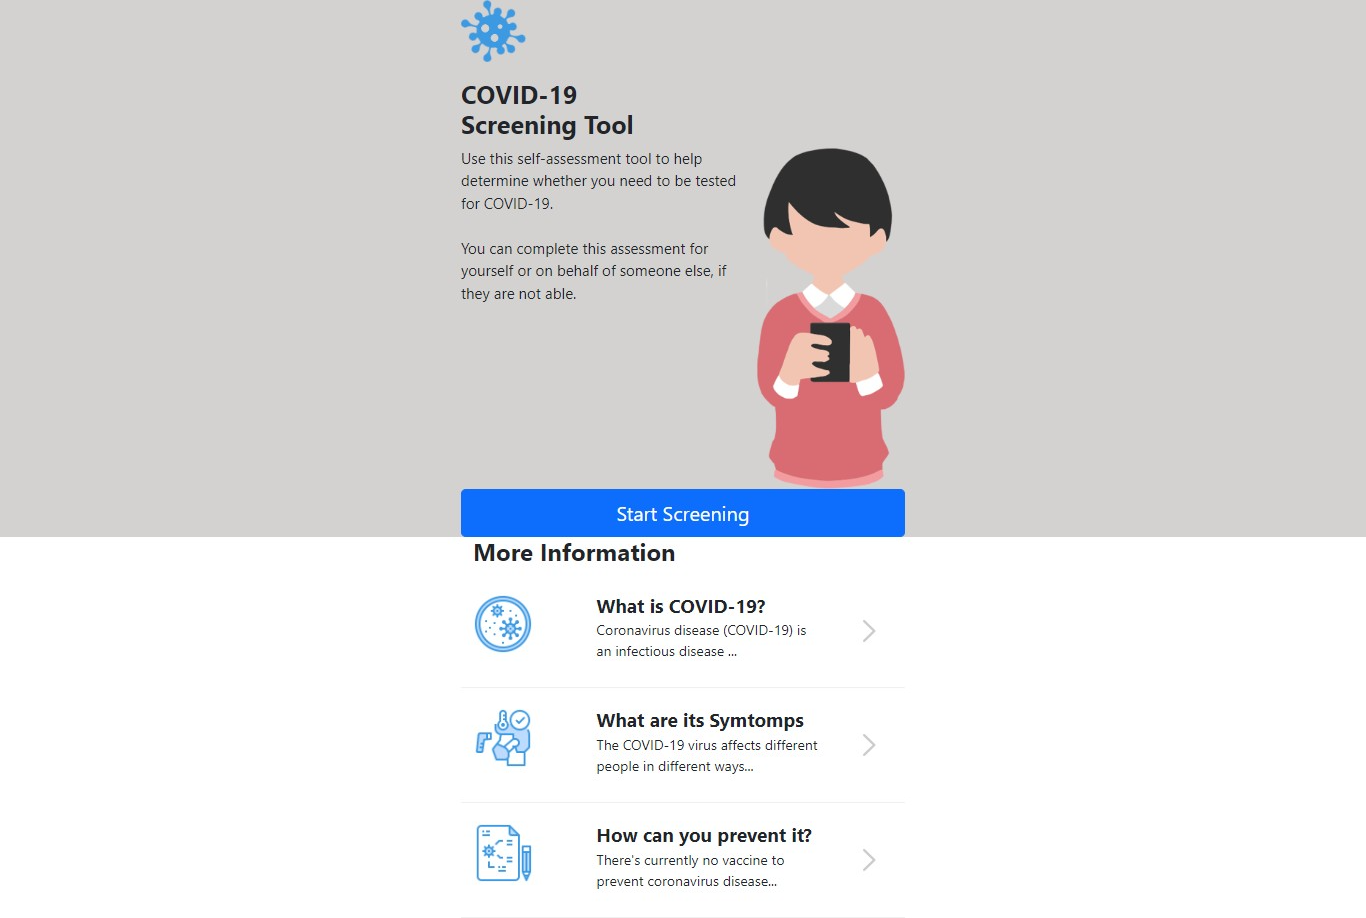 COVID-19
Screening Tool
Use this self-assessment tool to help
determine whether you need to be tested
for COVID-19.
You can complete this assessment for
yourself or on behalf of someone else, if
they are not able.
Start Screening
More Information
What is COVID-19?
Coronavirus disease (COVID-19) is
an infectious disease ...
What are its Symtomps
The COVID-19 virus affects different
people in different ways...
How can you prevent it?
There's currently no vaccine to
prevent coronavirus disease...